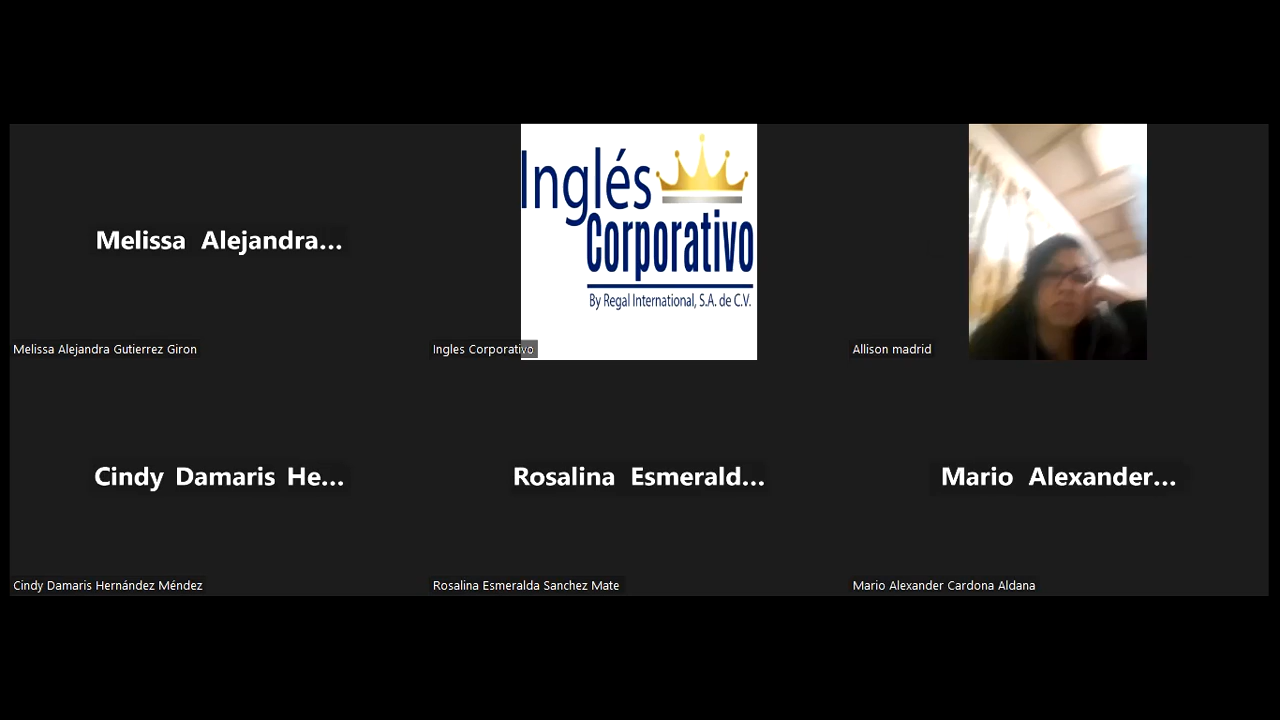 Melissa Alejandra...
Melissa Alejandra Gutierrez Giron
Inglés
Corporativo
By Regal International, S.A. de C.V.
Ingles Corporativo
Allison madrid
Cindy Damaris He...
Cindy Damaris Hernández Méndez
Rosalina Esmerald...
Rosalina Esmeralda Sanchez Mate
Mario Alexander...
Mario Alexander Cardona Aldana